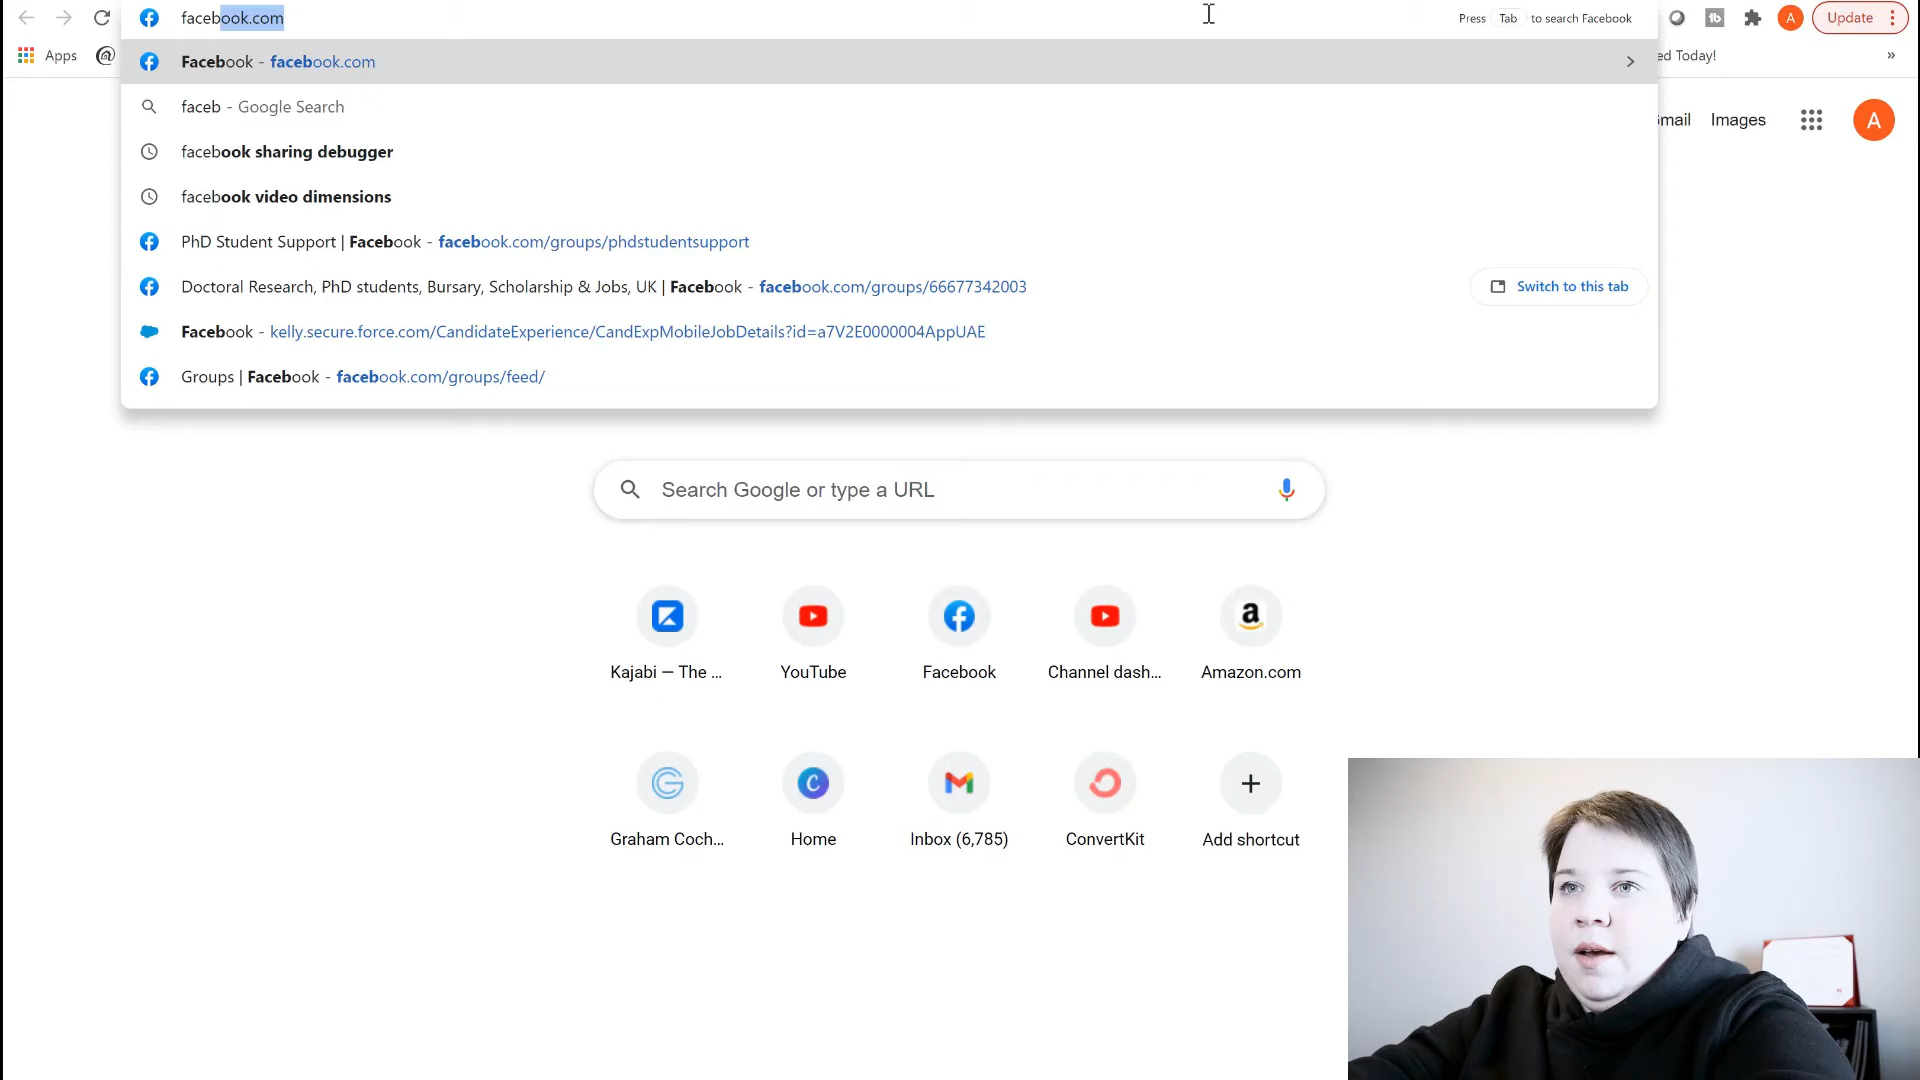 facebook.com
Press Tab to search Facebook
A
Update
Apps
Facebook - facebook.com
ed Today!
»
faceb - Google Search
mail Images
A
facebook sharing debugger
facebook video dimensions
PhD Student Support | Facebook - facebook.com/groups/phdstudentsupport
Doctoral Research, PhD students, Bursary, Scholarship & Jobs, UK | Facebook - facebook.com/groups/66677342003
Switch to this tab
Facebook - kelly.secure.force.com/CandidateExperience/CandExpMobileJobDetails?id=a7V2E0000004AppUAE
Groups | Facebook - facebook.com/groups/feed/
Search Google or type a URL
Kajabi — The ...
YouTube
Facebook
Channel dash...
Amazon.com
Graham Coch...
Home
Inbox (6,785)
ConvertKit
Add shortcut